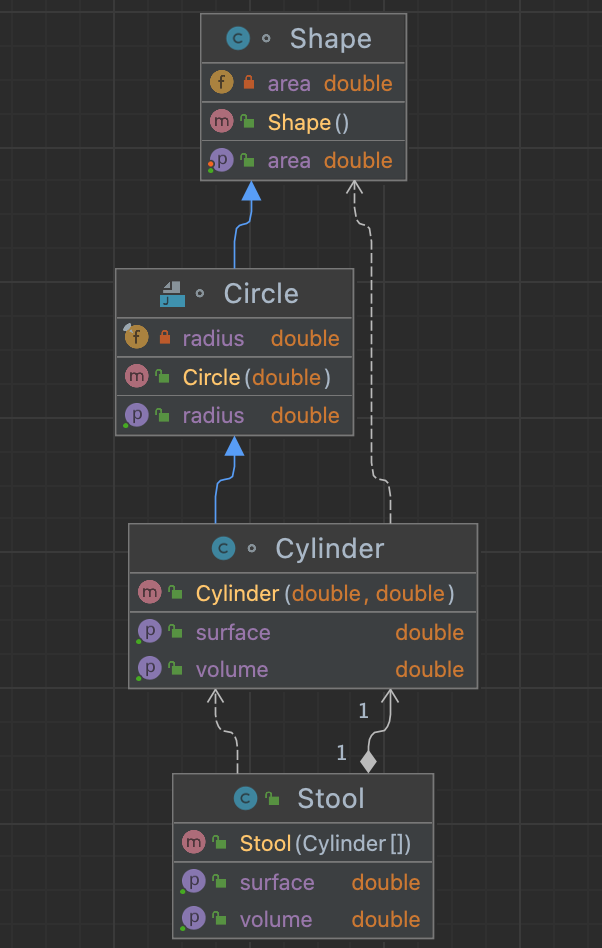 C Shape
f area double
m Shape()
p area double
J Circle
f radius double
m Circle(double)
p radius double
C Cylinder
m Cylinder(double, double)
p surface double
p volume double
1
1
C Stool
m Stool(Cylinder[])
p surface double
p volume double